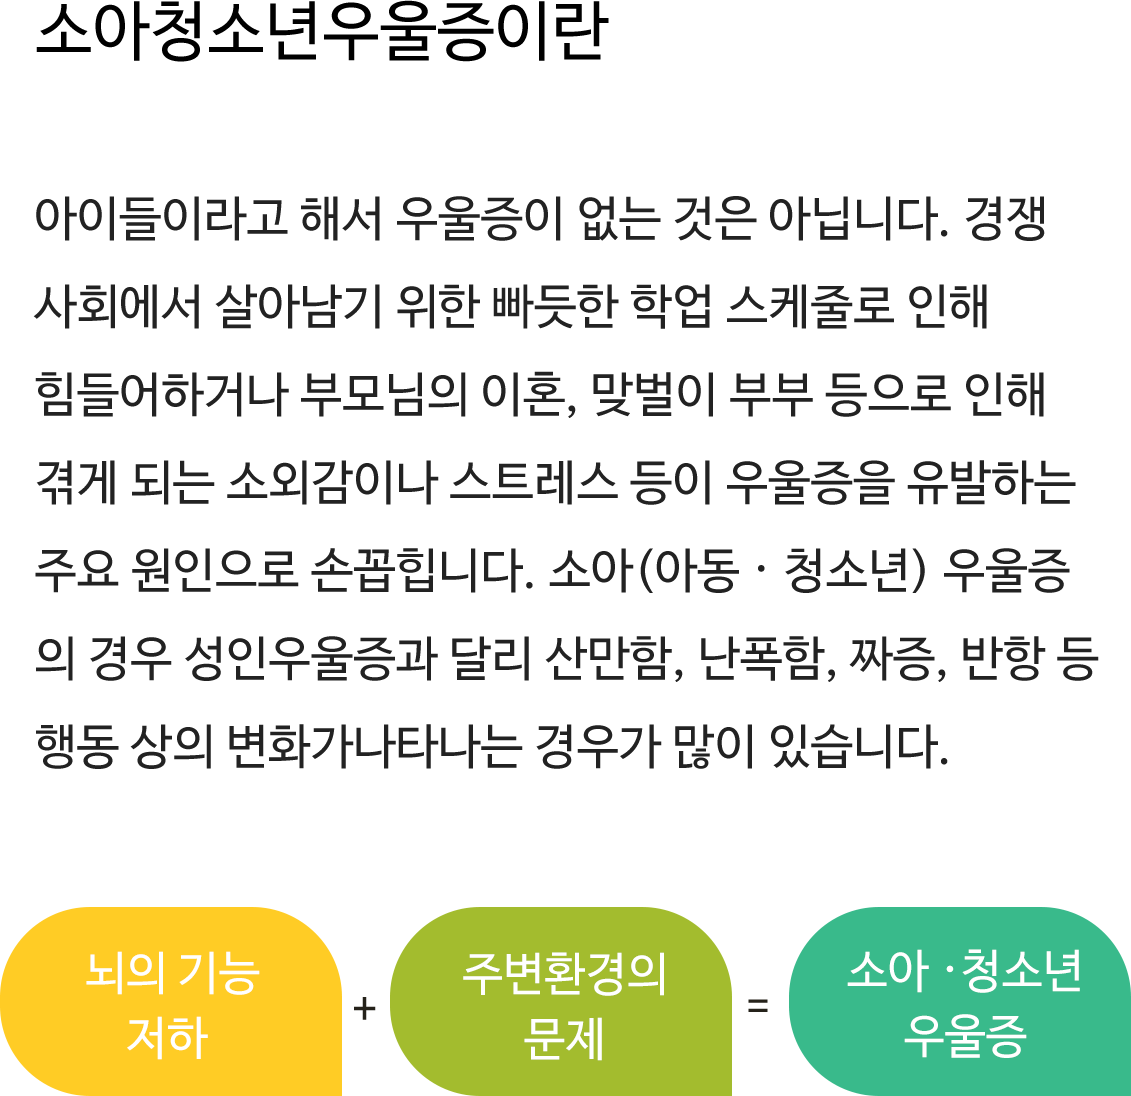 소아청소년우울증이란
아이들이라고 해서 우울증이 없는 것은 아닙니다. 경쟁
사회에서 살아남기 위한 빠듯한 학업 스케줄로 인해
힘들어하거나 부모님의 이혼, 맞벌이 부부 등으로 인해
겪게 되는 소외감이나 스트레스 등이 우울증을 유발하는
주요 원인으로 손꼽힙니다. 소아(아동 · 청소년) 우울증
의 경우 성인우울증과 달리 산만함, 난폭함, 짜증, 반항 등
행동 상의 변화가나타나는 경우가 많이 있습니다.
뇌의 기능
저하
+
주변환경의
문제
=
소아 ·청소년
우울증